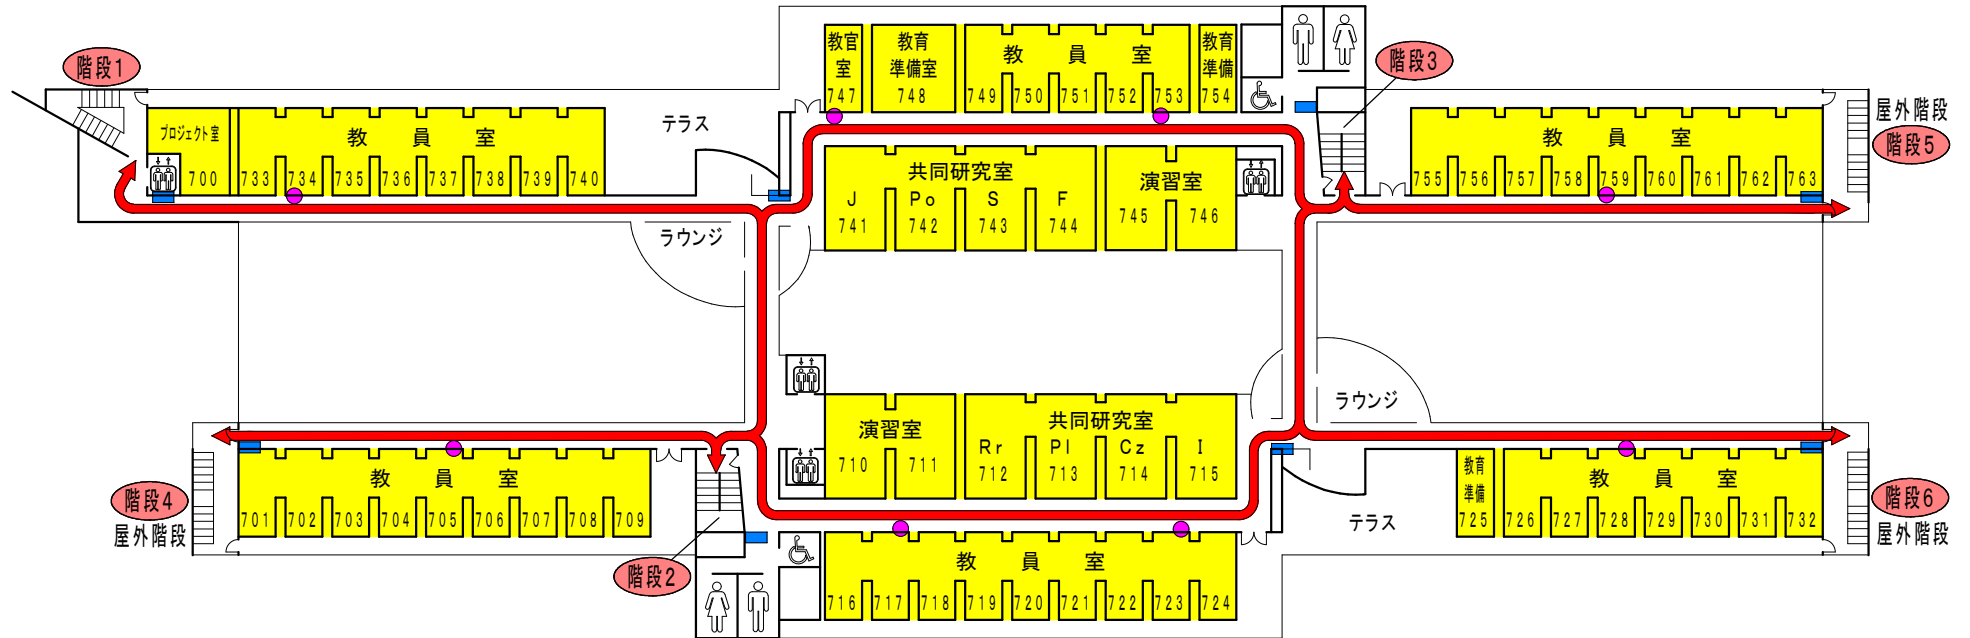 階段1
プロジェクト室
700
教員室
733 734 735 736 737 738 739 740
テラス
ラウンジ
教官室
747
教育準備室
748
教員室
749 750 751 752 753
教育準備
754
共同研究室
J Po S F
741 742 743 744
演習室
745 746
階段3
教員室
755 756 757 758 759 760 761 762 763
屋外階段
階段5
階段4
屋外階段
教員室
701 702 703 704 705 706 707 708 709
階段2
演習室
710 711
共同研究室
Rr Pl Cz I
712 713 714 715
教員室
716 717 718 719 720 721 722 723 724
ラウンジ
テラス
教育準備
725
教員室
726 727 728 729 730 731 732
階段6
屋外階段